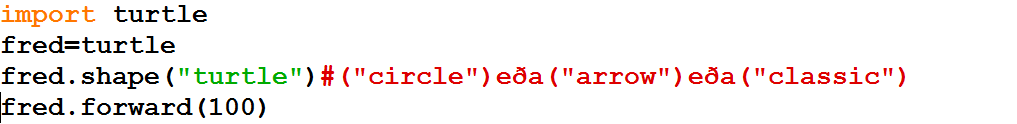 import turtle
fred=turtle
fred.shape("turtle")#("circle")eða("arrow")eða("classic")
fred.forward(100)